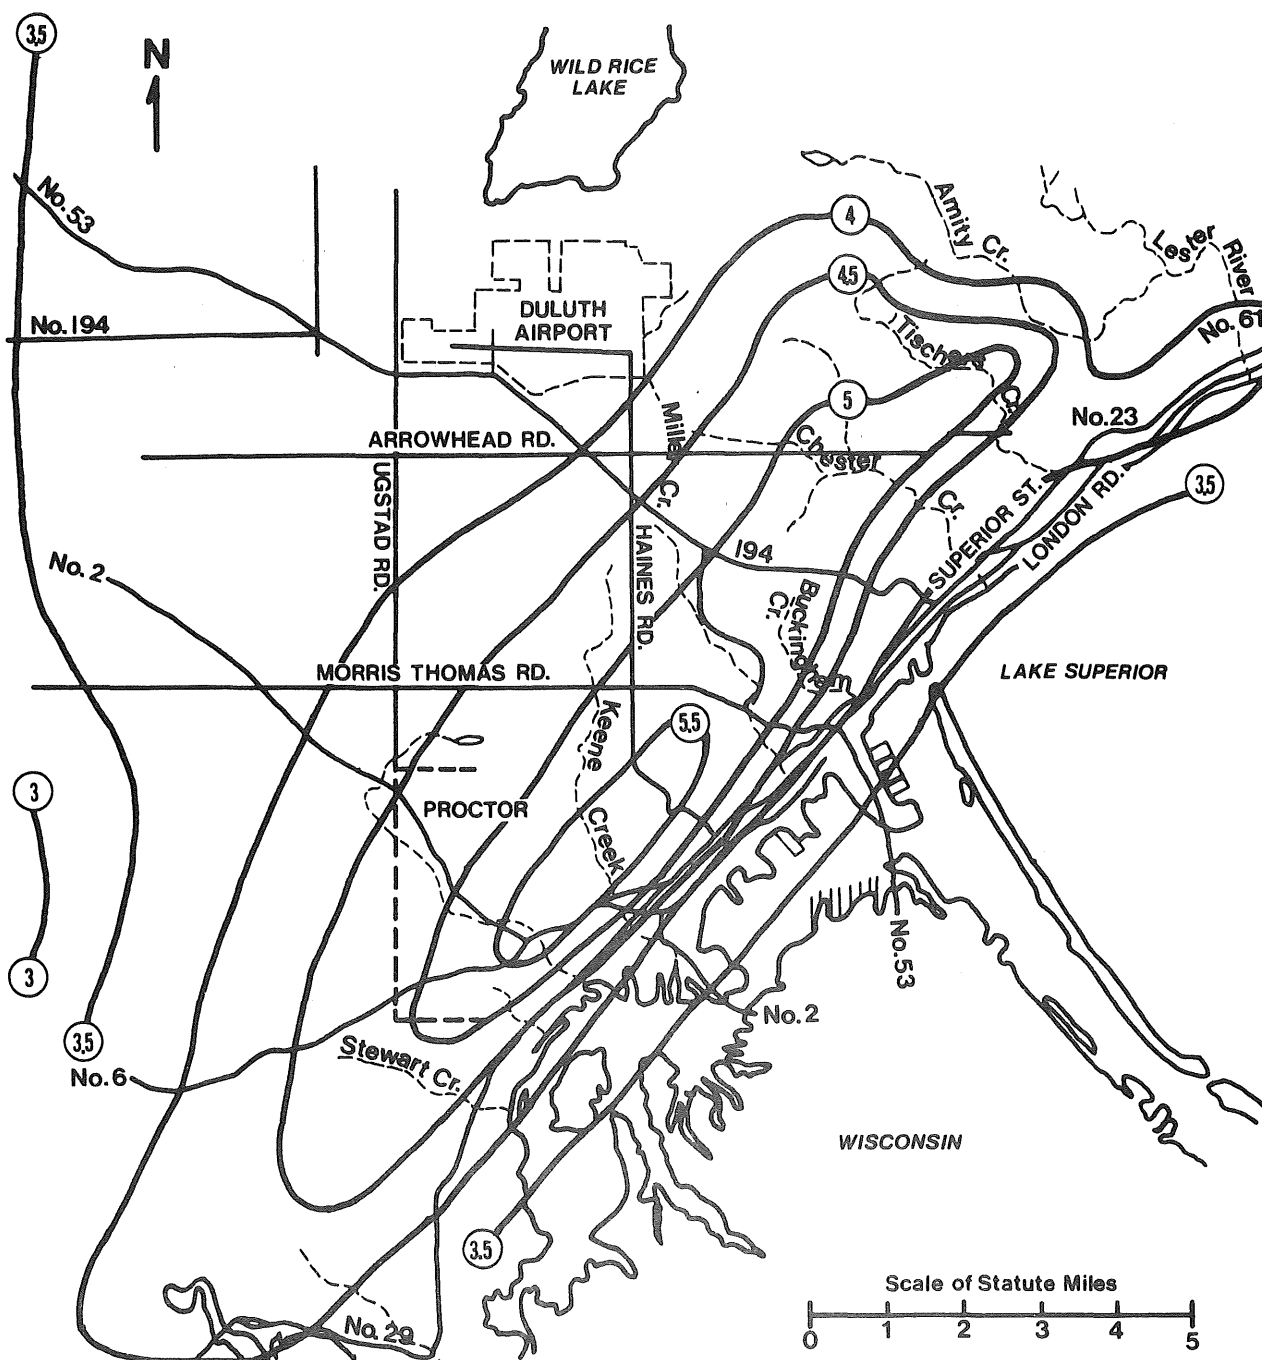 3.5
N
WILD RICE
LAKE
No. 53
4
Amity Cr.
Lester River
4.5
No. 194
DULUTH
AIRPORT
Tischers Cr.
No. 61
5
No. 23
Miller Cr.
ARROWHEAD RD.
Chester Cr.
UGSTAD RD.
3.5
SUPERIOR ST.
LONDON RD.
HAINES RD.
194
No. 2
Buckingham
Cr.
MORRIS THOMAS RD.
LAKE SUPERIOR
Keene Creek
5.5
3
PROCTOR
3
No. 53
3.5
No. 2
No. 6
Stewart Cr.
WISCONSIN
3.5
Scale of Statute Miles
0 1 2 3 4 5
No. 29